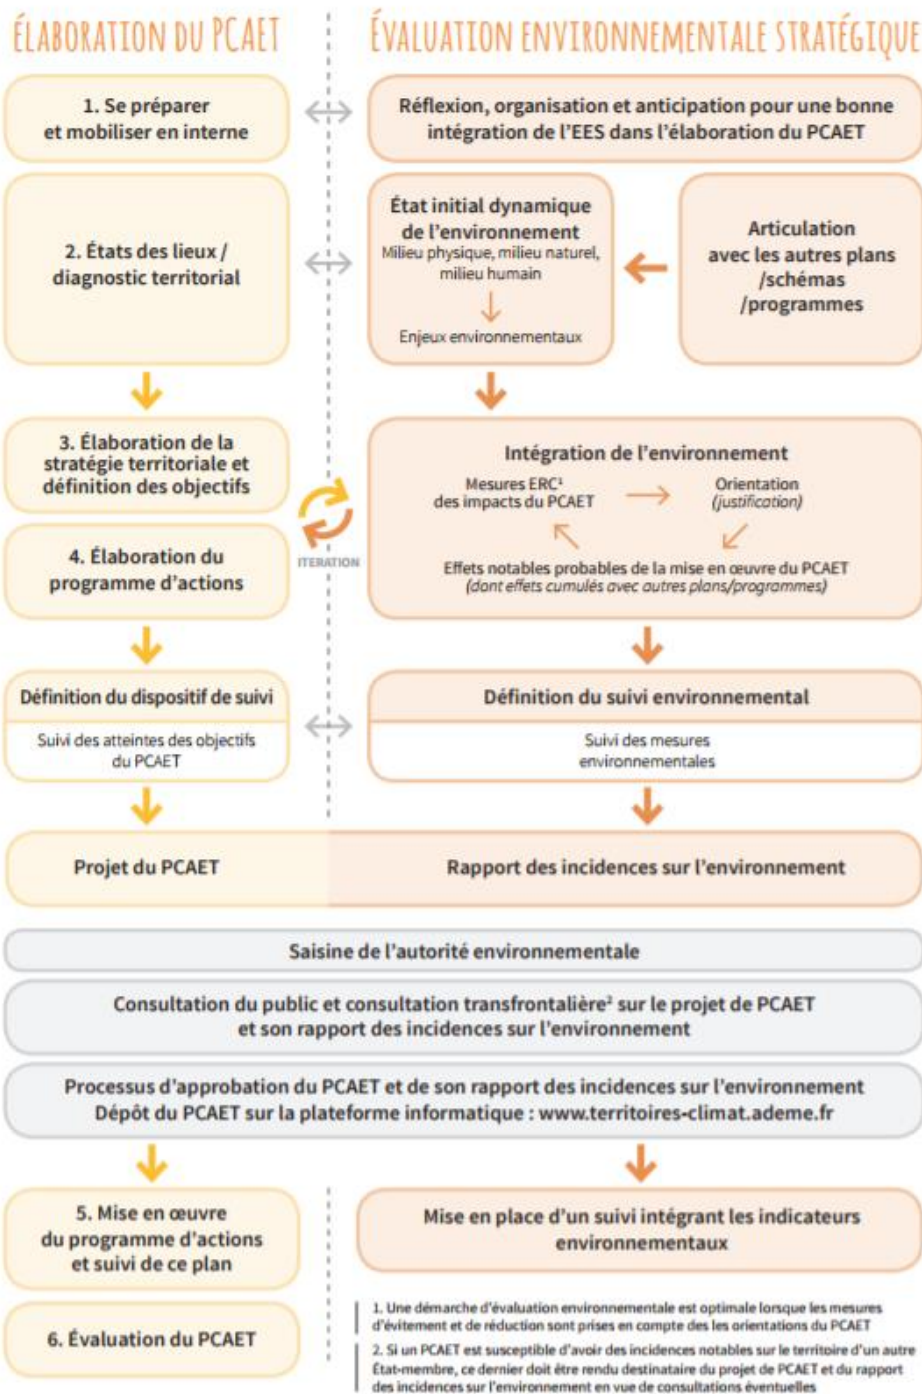 ÉLABORATION DU PCAET
ÉVALUATION ENVIRONNEMENTALE STRATÉGIQUE
1. Se préparer
et mobiliser en interne
Réflexion, organisation et anticipation pour une bonne
intégration de l'EES dans l'élaboration du PCAET
2. États des lieux /
diagnostic territorial
État initial dynamique
de l'environnement
Milieu physique, milieu naturel,
milieu humain
Enjeux environnementaux
Articulation
avec les autres plans
/schémas
/programmes
3. Élaboration de la
stratégie territoriale et
définition des objectifs
4. Élaboration du
programme d'actions
ITERATION
Intégration de l'environnement
Mesures ERC¹
des impacts du PCAET
Orientation
(justification)
Effets notables probables de la mise en œuvre du PCAET
(dont effets cumulés avec autres plans/programmes)
Définition du dispositif de suivi
Suivi des atteintes des objectifs
du PCAET
Définition du suivi environmental
Suivi des mesures
environnementales
Projet du PCAET
Rapport des incidences sur l'environnement
Saisine de l'autorité environnementale
Consultation du public et consultation transfrontalière² sur le projet de PCAET
et son rapport des incidences sur l'environnement
Processus d'approbation du PCAET et de son rapport des incidences sur l'environnement
Dépôt du PCAET sur la plateforme informatique : www.territoires-climat.ademe.fr
5. Mise en œuvre
du programme d'actions
et suivi de ce plan
Mise en place d'un suivi intégrant les indicateurs
environnementaux
6. Évaluation du PCAET
1. Une démarche d'évaluation environnementale est optimale lorsque les mesures
d'évitement et de réduction sont prises en compte des les orientations du PCAET
2. Si un PCAET est susceptible d'avoir des incidences notables sur le territoire d'un autre
État-membre, ce dernier doit être rendu destinataire du projet de PCAET et du rapport
des incidences sur l'environnement en vue de consultations éventuelles